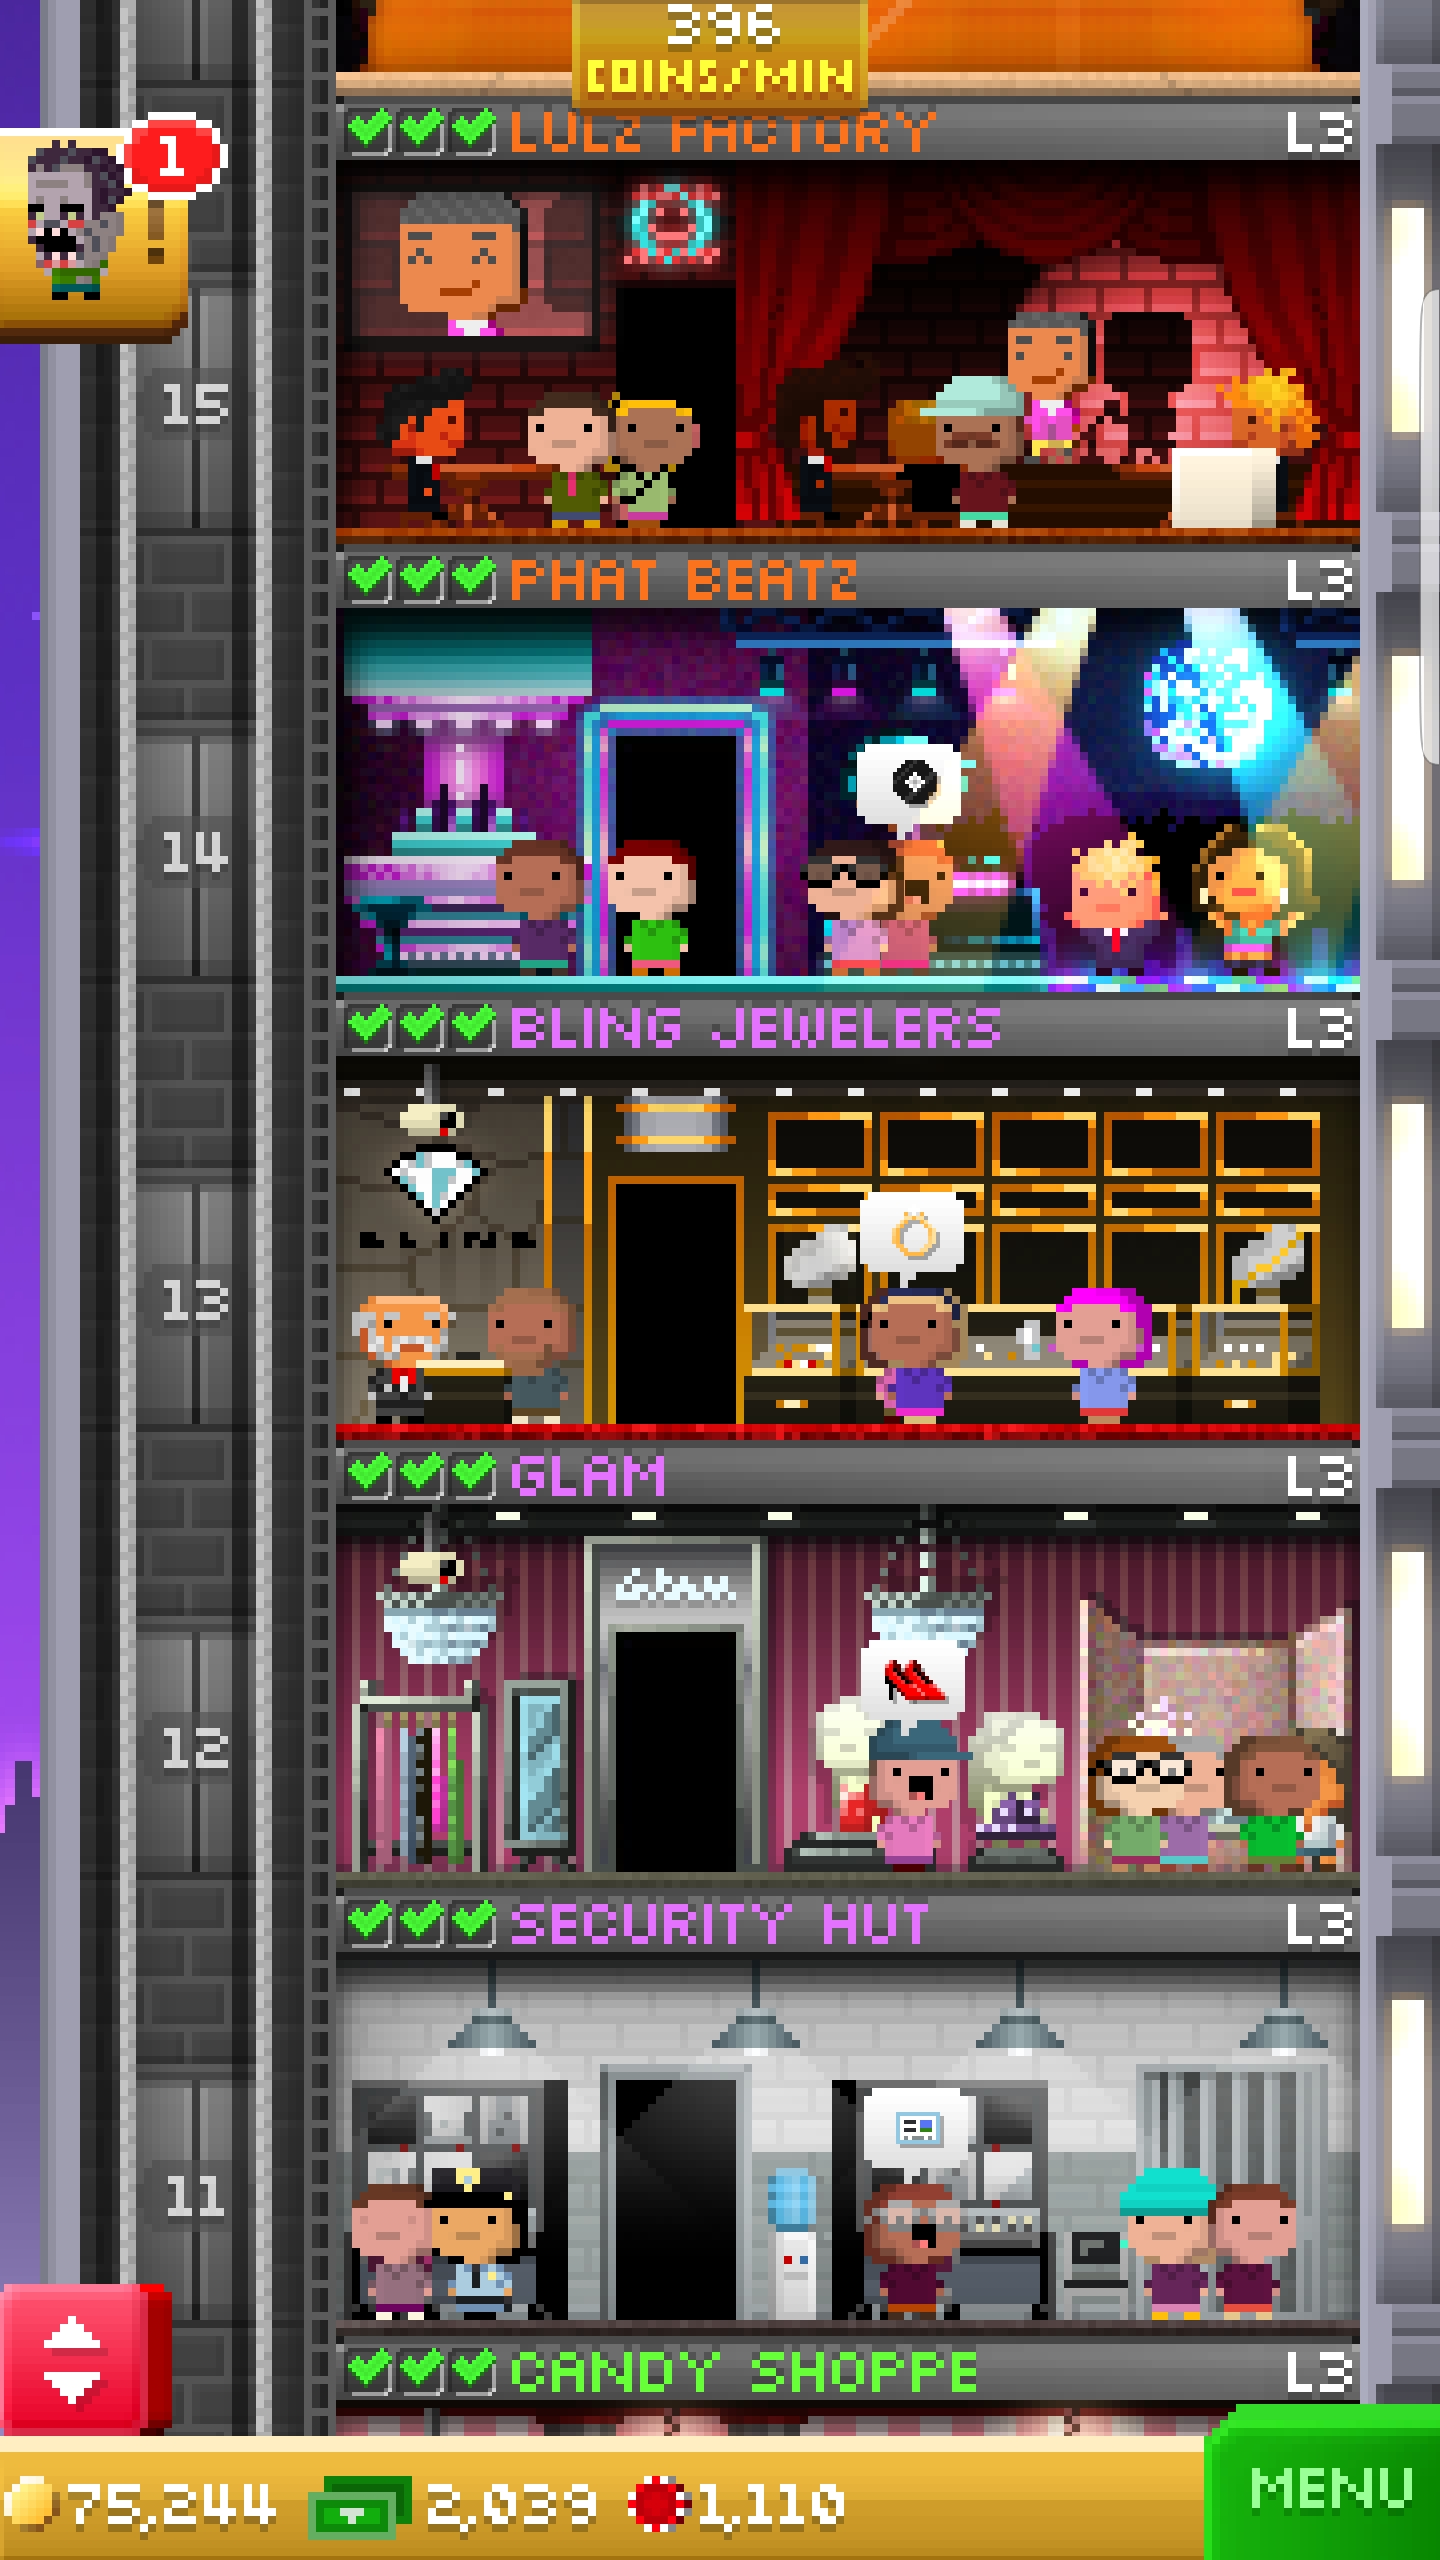 396
COINS/MIN
LULZ FACTORY L3
1
!
15
PHAT BEATZ L3
14
BLING JEWELERS L3
BLING
13
GLAM L3
Glam
12
SECURITY HUT L3
11
CANDY SHOPPE L3
75,244 2,039 1,110
MENU